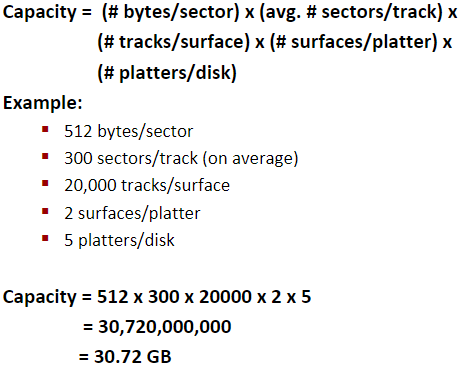 Capacity = (# bytes/sector) x (avg. # sectors/track) x
(# tracks/surface) x (# surfaces/platter) x
(# platters/disk)
Example:
▪ 512 bytes/sector
▪ 300 sectors/track (on average)
▪ 20,000 tracks/surface
▪ 2 surfaces/platter
▪ 5 platters/disk
Capacity = 512 x 300 x 20000 x 2 x 5
= 30,720,000,000
= 30.72 GB